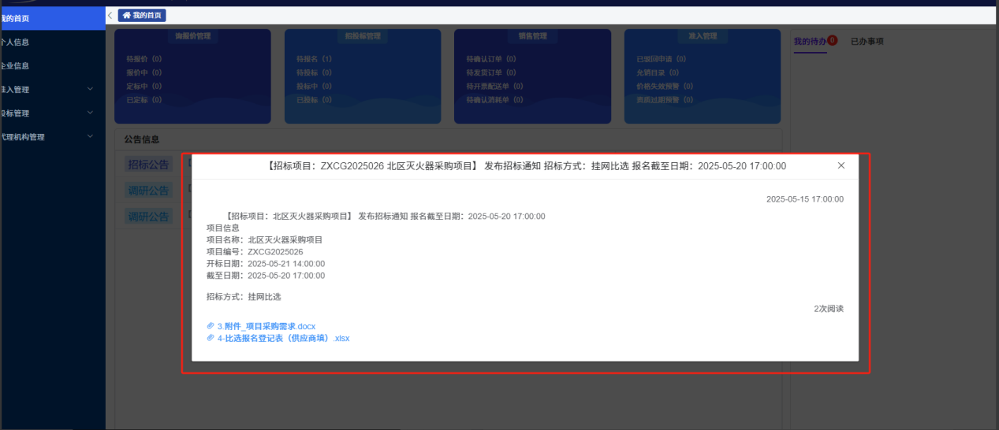 我的首页
我的首页
个人信息
企业信息
准入管理
投标管理
代理机构管理
询报价管理
待报价（0）
报价中（0）
定标中（0）
已定标（0）
招投标管理
待报名（1）
待投标（0）
投标中（0）
已投标（0）
销售管理
待确认订单（0）
待发货订单（0）
待开票配送单（0）
待确认消耗单（0）
准入管理
已驳回申请（0）
允销目录（0）
价格失效预警（0）
资质过期预警（0）
我的待办 0 已办事项
公告信息
招标公告
调研公告
调研公告
【招标项目：ZXCG2025026 北区灭火器采购项目】 发布招标通知 招标方式：挂网比选 报名截至日期：2025-05-20 17:00:00
2025-05-15 17:00:00
【招标项目：北区灭火器采购项目】 发布招标通知 报名截至日期：2025-05-20 17:00:00
项目信息
项目名称：北区灭火器采购项目
项目编号：ZXCG2025026
开标日期：2025-05-21 14:00:00
截至日期：2025-05-20 17:00:00
招标方式：挂网比选
2次阅读
3.附件_项目采购需求.docx
4-比选报名登记表（供应商填）.xlsx